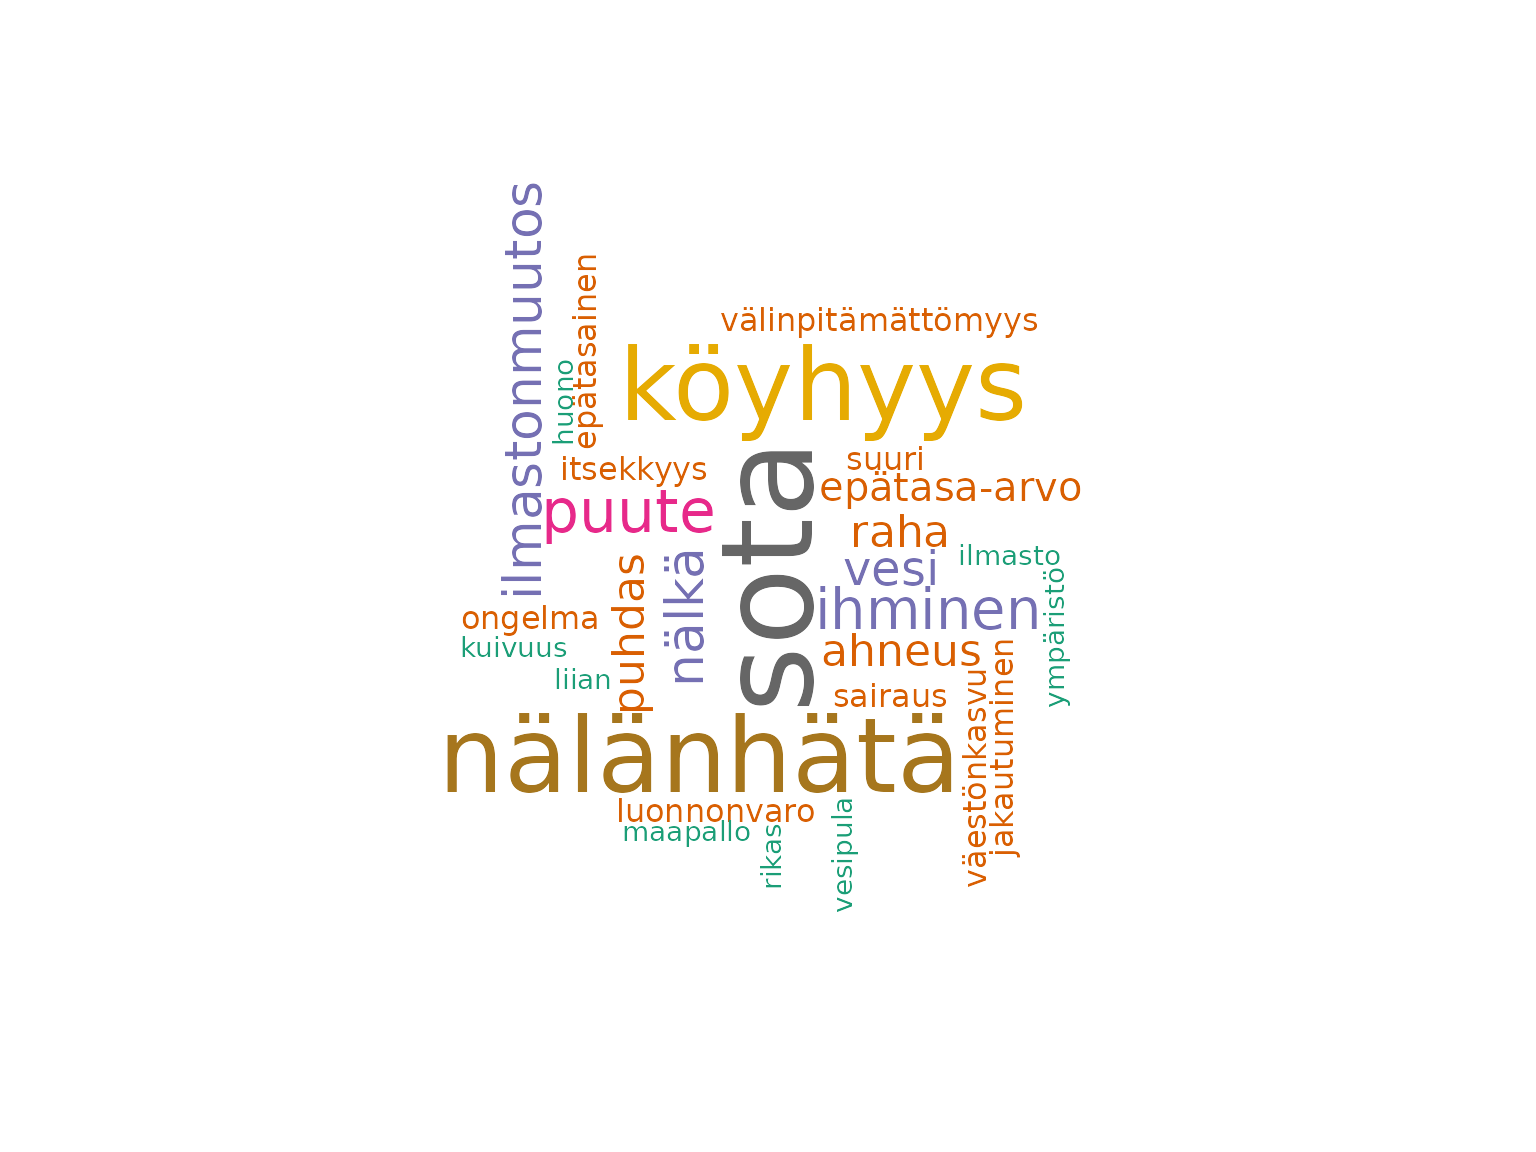 ilmastonmuutos
epätasainen
välinpitämättömyys
köyhyys
huono
itsekkyys
suuri
sota
epätasa-arvo
puute
raha
ilmasto
vesi
nälkä
puhdas
ihminen
ympäristö
ongelma
kuivuus
ahneus
liian
sairaus
jakautuminen
väestönkasvu
nälänhätä
luonnonvaro
maapallo
rikas
vesipula